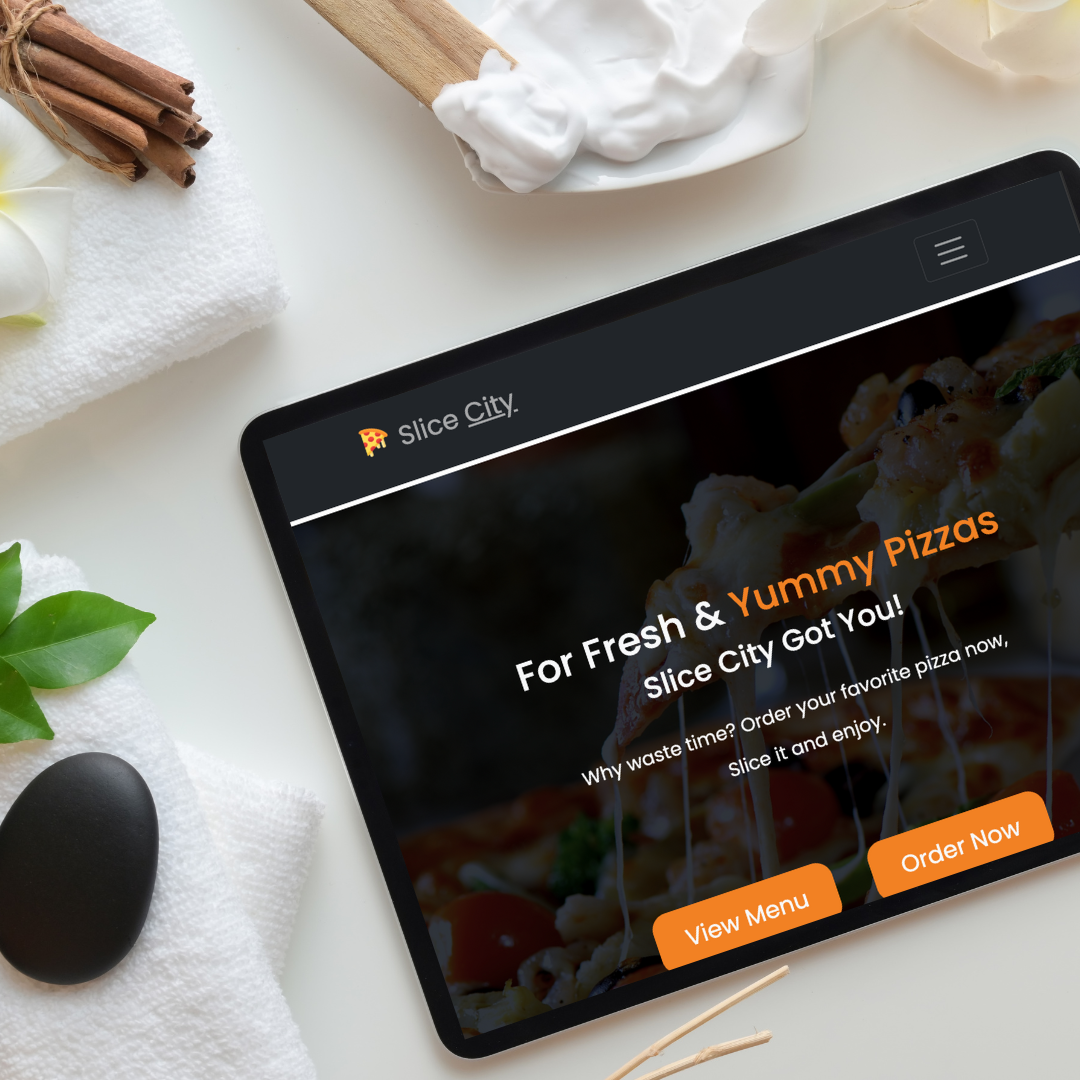 Slice City.
For Fresh & Yummy Pizzas
Slice City Got You!
Why waste time? Order your favorite pizza now,
Slice it and enjoy.
View Menu
Order Now